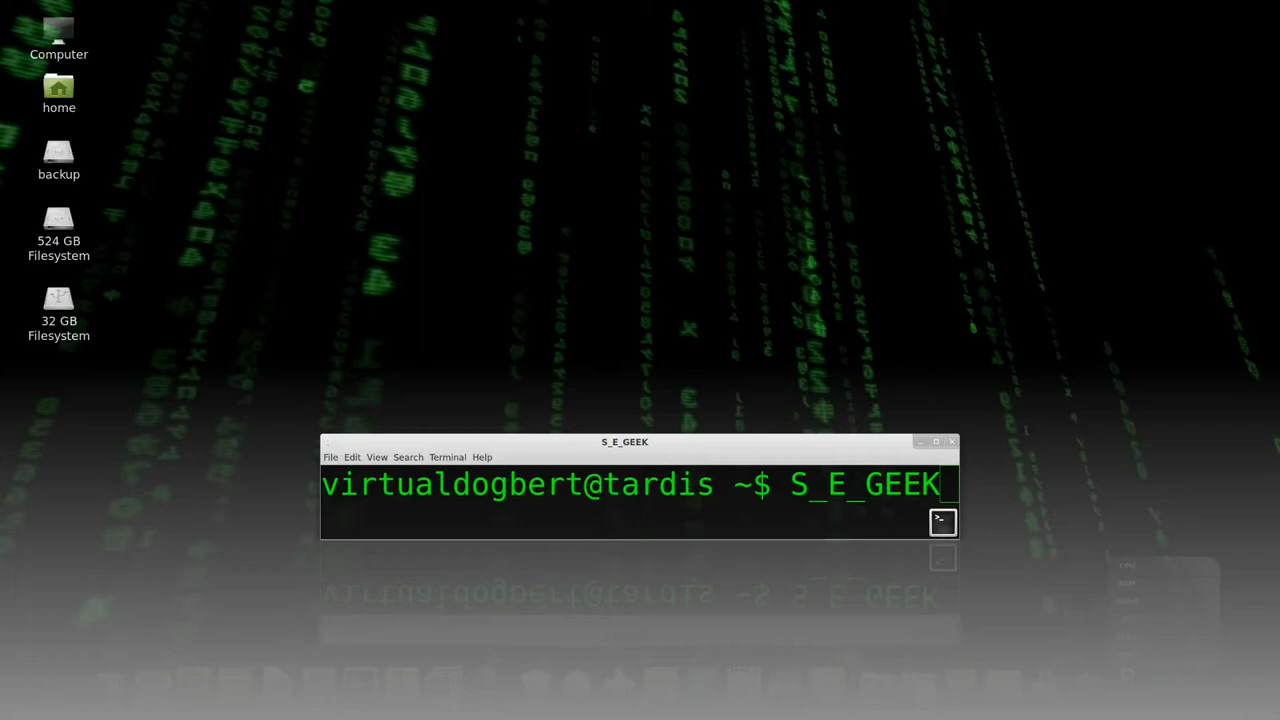 Computer
home
backup
524 GB
Filesystem
32 GB
Filesystem
S_E_GEEK
File Edit View Search Terminal Help
virtualdogbert@tardis ~$ S_E_GEEK
>_